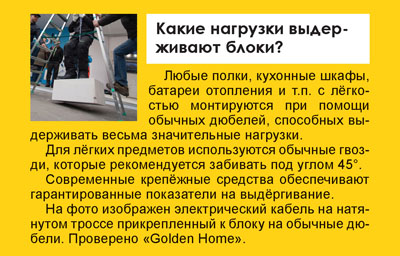 Какие нагрузки выдер-
живают блоки?
Любые полки, кухонные шкафы,
батареи отопления и т.п. с лёгко-
стью монтируются при помощи
обычных дюбелей, способных вы-
держивать весьма значительные нагрузки.
Для лёгких предметов используются обычные гвоз-
ди, которые рекомендуется забивать под углом 45°.
Современные крепёжные средства обеспечивают
гарантированные показатели на выдёргивание.
На фото изображен электрический кабель на натя-
нутом троссе прикрепленный к блоку на обычные дю-
бели. Проверено «Golden Home».